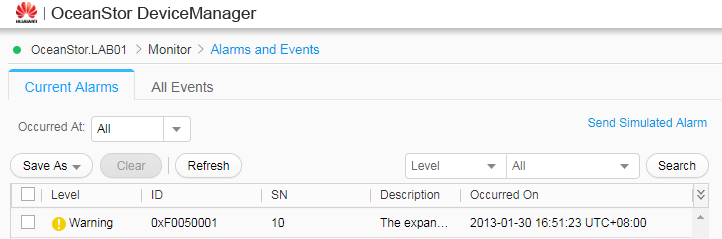 HUAWEI | OceanStor DeviceManager
OceanStor.LAB01 > Monitor > Alarms and Events
Current Alarms All Events
Occurred At: All Send Simulated Alarm
Save As Clear Refresh Level All Search
Level ID SN Description Occurred On
Warning 0xF0050001 10 The expan... 2013-01-30 16:51:23 UTC+08:00